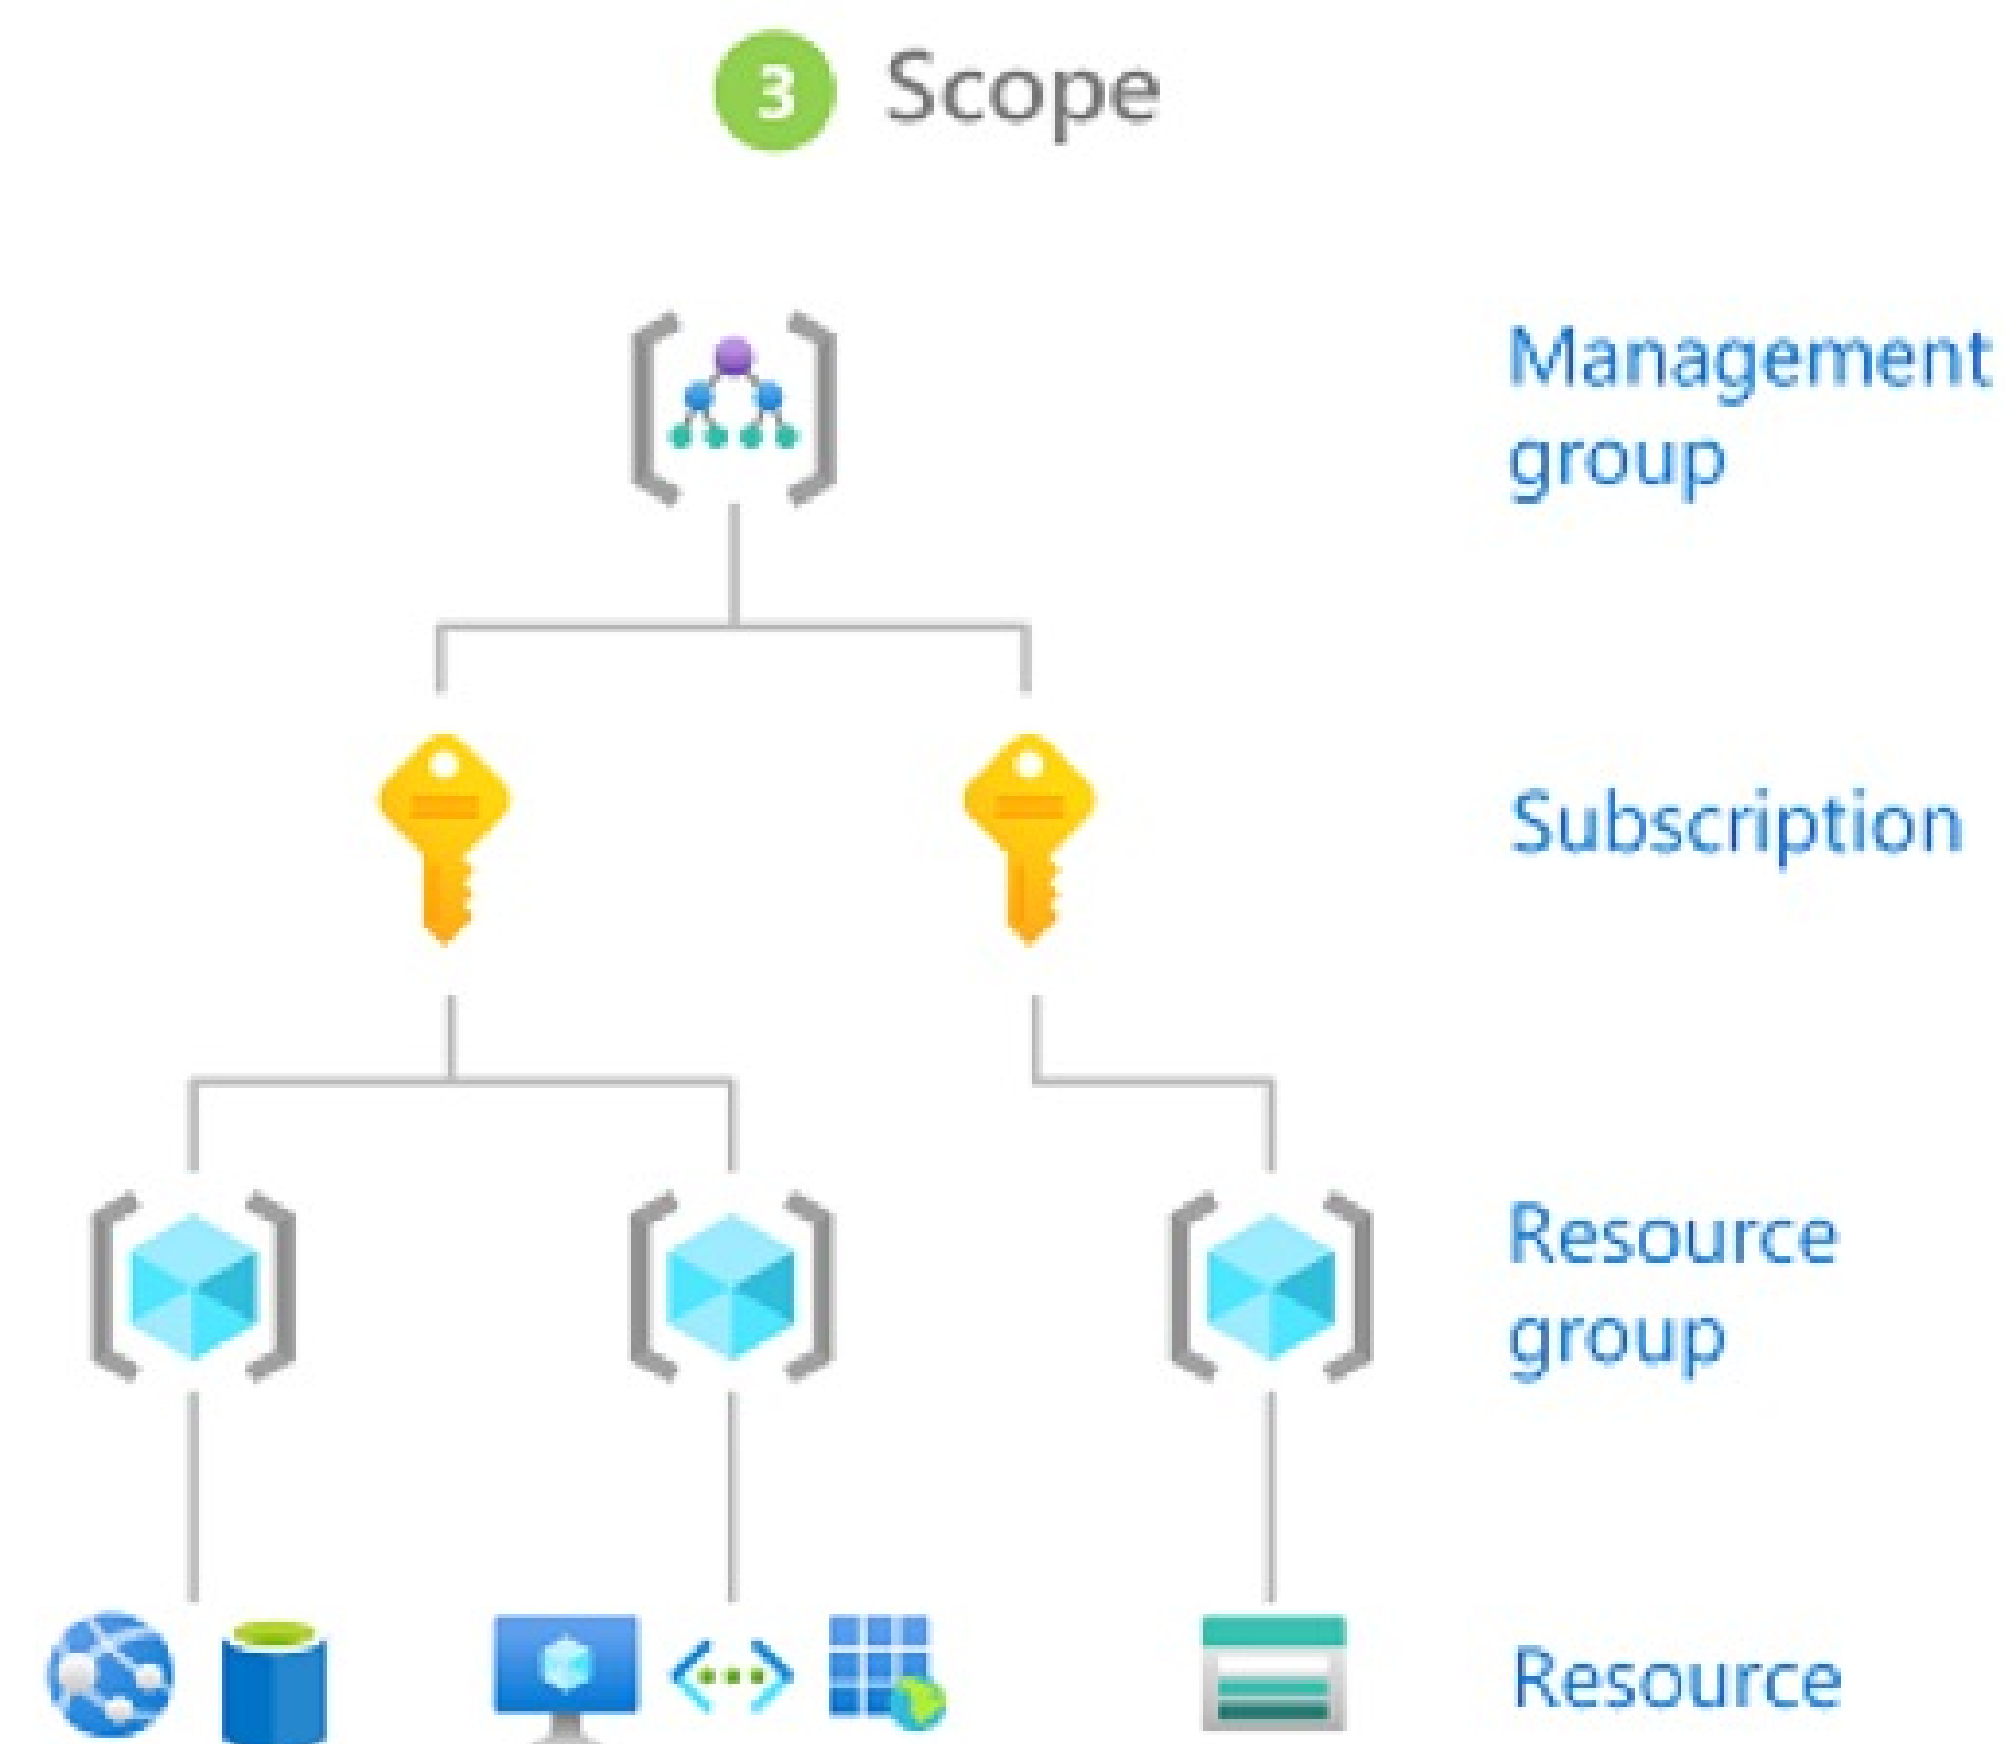 3 Scope
Management
group
Subscription
Resource
group
Resource